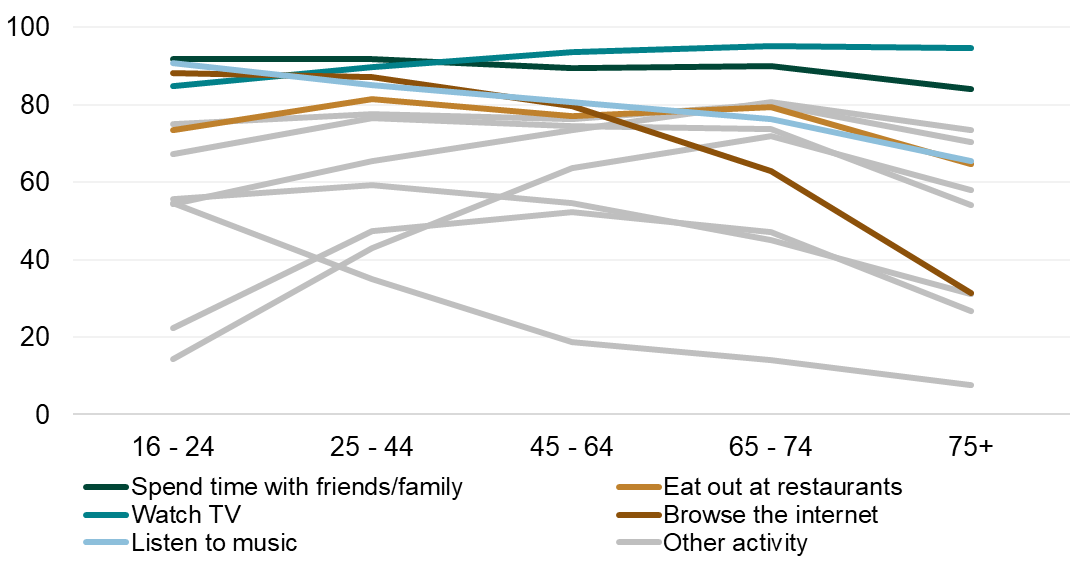 100
80
60
40
20
0
16 - 24 25 - 44 45 - 64 65 - 74 75+
Spend time with friends/family Eat out at restaurants
Watch TV Browse the internet
Listen to music Other activity